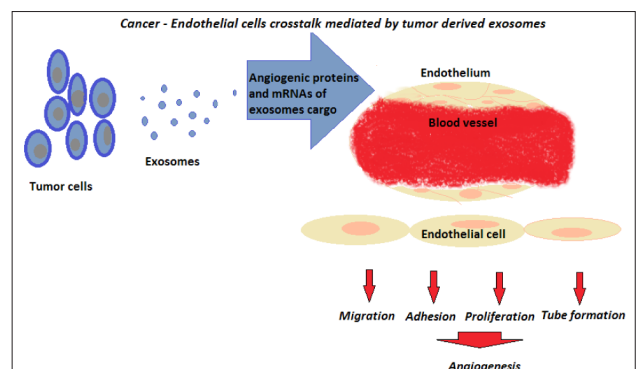 Cancer - Endothelial cells crosstalk mediated by tumor derived exosomes
Angiogenic proteins
and mRNAs of
exosomes cargo
Endothelium
Blood vessel
Exosomes
Tumor cells
Endothelial cell
Migration
Adhesion
Proliferation
Tube formation
Angiogenesis